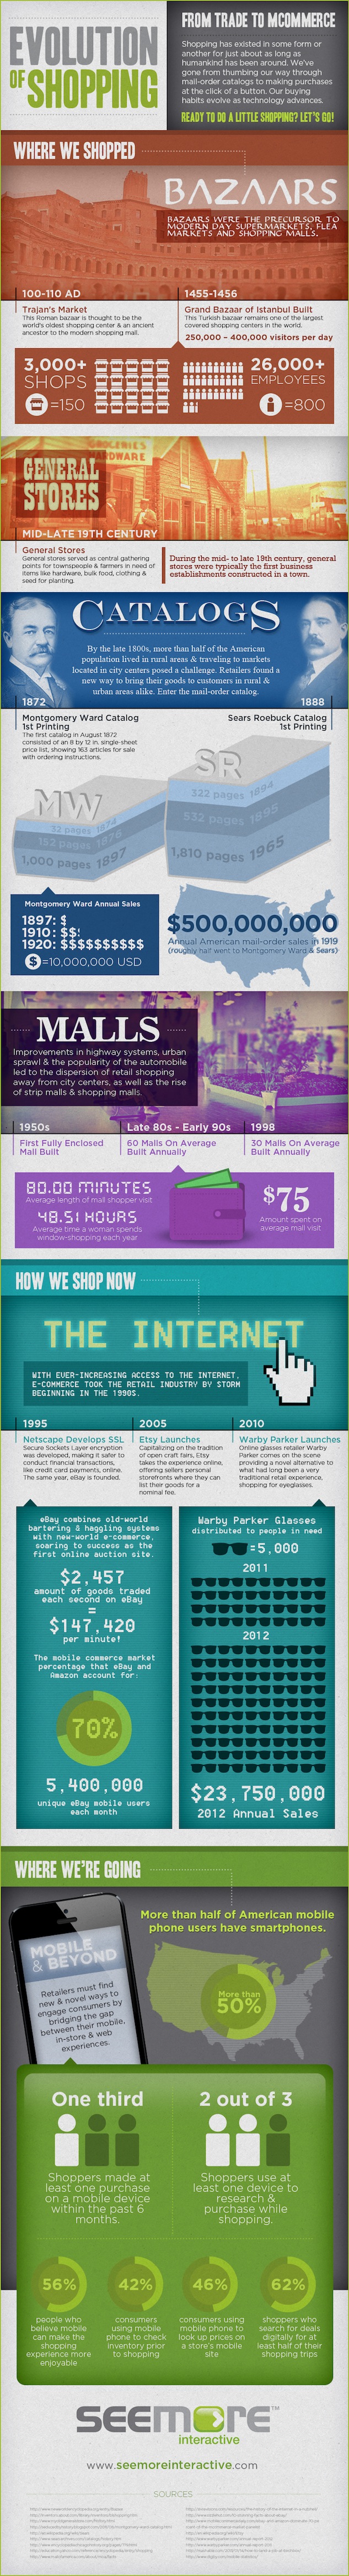 EVOLUTION
OF SHOPPING
FROM TRADE TO MCOMMERCE
Shopping has existed in some form or
another for just about as long as
humankind has been around. We've
gone from thumbing our way through
mail-order catalogs to making purchases
at the click of a button. Our buying
habits evolve as technology advances.
READY TO DO A LITTLE SHOPPING? LET'S GO!
WHERE WE SHOPPED
BAZAARS
BAZAARS WERE THE PRECURSOR TO
MODERN DAY SUPERMARKETS, FLEA
MARKETS AND SHOPPING MALLS.
100-110 AD
Trajan's Market
This Roman bazaar is thought to be the
world's oldest shopping center & an ancient
ancestor to the modern shopping mall.
1455-1456
Grand Bazaar of Istanbul Built
This Turkish bazaar remains one of the largest
covered shopping centers in the world.
250,000 - 400,000 visitors per day
3,000+
SHOPS
=150
26,000+
EMPLOYEES
=800
GROCERIES
HARDWARE
GENERAL
STORES
MID-LATE 19TH CENTURY
General Stores
General stores served as central gathering
points for townspeople & farmers in need of
items like hardware, bulk food, clothing &
seed for planting.
During the mid- to late 19th century, general
stores were typically the first business
establishments constructed in a town.
CATALOGS
By the late 1800s, more than half of the American
population lived in rural areas & traveling to markets
located in city centers posed a challenge. Retailers found a
new way to bring their goods to customers in rural &
urban areas alike. Enter the mail-order catalog.
1872
Montgomery Ward Catalog
1st Printing
The first catalog in August 1872
consisted of an 8 by 12 in. single-sheet
price list, showing 163 articles for sale
with ordering instructions.
1888
Sears Roebuck Catalog
1st Printing
MW
32 pages 1874
152 pages 1876
1,000 pages 1897
SR
322 pages 1894
532 pages 1895
1,810 pages 1965
Montgomery Ward Annual Sales
1897: $
1910: $$
1920: $$$$$$$$$$
$ =10,000,000 USD
$500,000,000
Annual American mail-order sales in 1919
(roughly half went to Montgomery Ward & Sears)
MALLS
Improvements in highway systems, urban
sprawl & the popularity of the automobile
led to the dispersion of retail shopping
away from city centers, as well as the rise
of strip malls & shopping malls.
1950s
First Fully Enclosed
Mall Built
Late 80s - Early 90s
60 Malls On Average
Built Annually
1998
30 Malls On Average
Built Annually
80.00 MINUTES
Average length of mall shopper visit
48.51 HOURS
Average time a woman spends
window-shopping each year
$75
Amount spent on
average mall visit
HOW WE SHOP NOW
THE INTERNET
WITH EVER-INCREASING ACCESS TO THE INTERNET,
E-COMMERCE TOOK THE RETAIL INDUSTRY BY STORM
BEGINNING IN THE 1990S.
1995
Netscape Develops SSL
Secure Sockets Layer encryption
was developed, making it safer to
conduct financial transactions,
like credit card payments, online.
The same year, eBay is founded.
2005
Etsy Launches
Capitalizing on the tradition
of open craft fairs, Etsy
takes the experience online,
offering sellers personal
storefronts where they can
list their goods for a
nominal fee.
2010
Warby Parker Launches
Online glasses retailer Warby
Parker comes on the scene
providing a novel alternative to
what had long been a very
traditional retail experience,
shopping for eyeglasses.
eBay combines old-world
bartering & haggling systems
with new-world e-commerce,
soaring to success as the
first online auction site.
$2,457
amount of goods traded
each second on eBay
=
$147,420
per minute!
The mobile commerce market
percentage that eBay and
Amazon account for:
70%
5,400,000
unique eBay mobile users
each month
Warby Parker Glasses
distributed to people in need
=5,000
2011
2012
$23,750,000
2012 Annual Sales
WHERE WE'RE GOING
MOBILE
& BEYOND
Retailers must find
new & novel ways to
engage consumers by
bridging the gap
between their mobile,
in-store & web
experiences.
More than half of American mobile
phone users have smartphones.
More than
50%
One third
Shoppers made at
least one purchase
on a mobile device
within the past 6
months.
2 out of 3
Shoppers use at
least one device to
research &
purchase while
shopping.
56%
people who
believe mobile
can make the
shopping
experience more
enjoyable
42%
consumers
using mobile
phone to check
inventory prior
to shopping
46%
consumers using
mobile phone to
look up prices on
a store's mobile
site
62%
shoppers who
search for deals
digitally for at
least half of their
shopping trips
SEEMORE™
interactive
www.seemoreinteractive.com
SOURCES